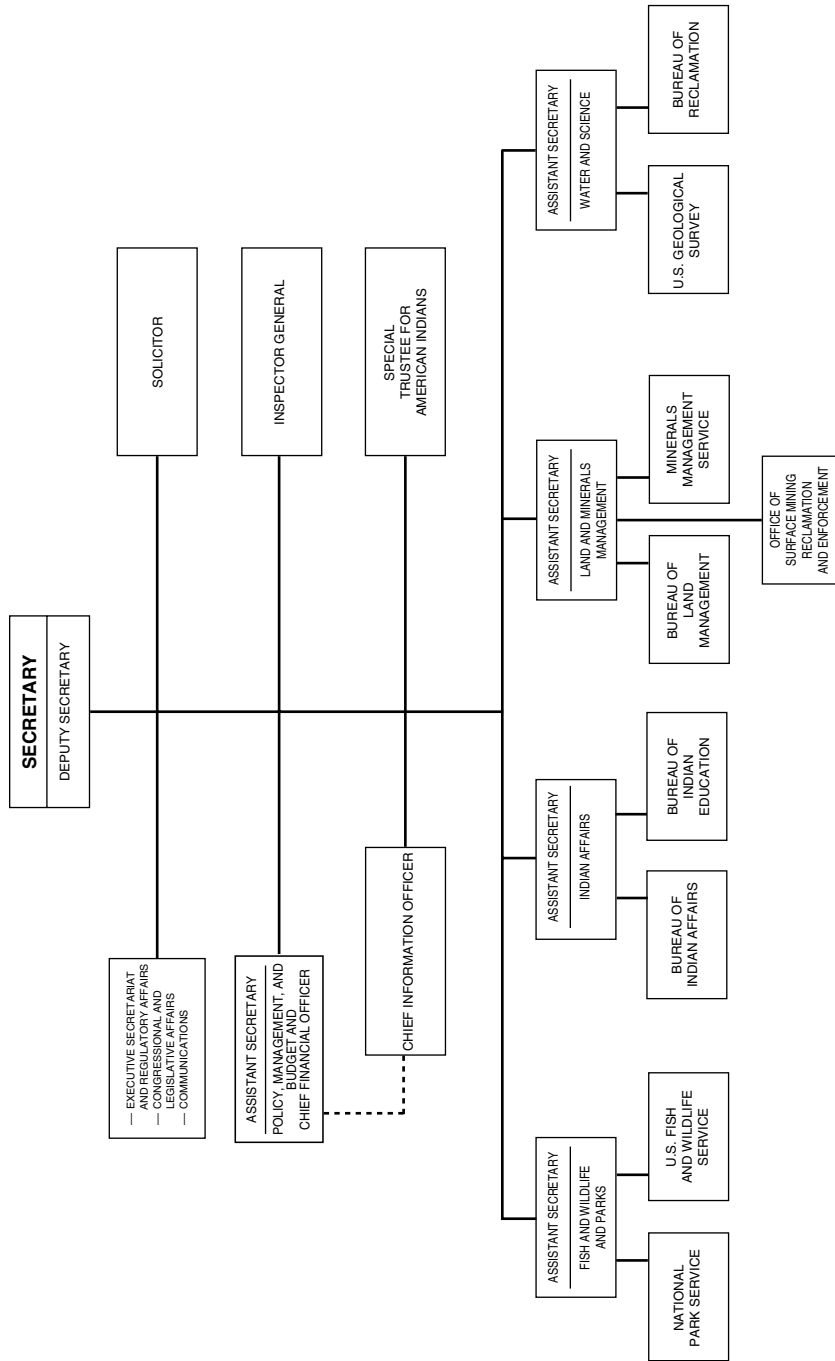 SECRETARY
DEPUTY SECRETARY
— EXECUTIVE SECRETARIAT
AND REGULATORY AFFAIRS
— CONGRESSIONAL AND
LEGISLATIVE AFFAIRS
— COMMUNICATIONS
SOLICITOR
ASSISTANT SECRETARY
POLICY, MANAGEMENT, AND
BUDGET AND
CHIEF FINANCIAL OFFICER
INSPECTOR GENERAL
CHIEF INFORMATION OFFICER
SPECIAL
TRUSTEE FOR
AMERICAN INDIANS
ASSISTANT SECRETARY
FISH AND WILDLIFE
AND PARKS
ASSISTANT SECRETARY
INDIAN AFFAIRS
ASSISTANT SECRETARY
LAND AND MINERALS
MANAGEMENT
ASSISTANT SECRETARY
WATER AND SCIENCE
NATIONAL
PARK SERVICE
U.S. FISH
AND WILDLIFE
SERVICE
BUREAU OF
INDIAN AFFAIRS
BUREAU OF
INDIAN
EDUCATION
BUREAU OF
LAND
MANAGEMENT
MINERALS
MANAGEMENT
SERVICE
U.S. GEOLOGICAL
SURVEY
BUREAU OF
RECLAMATION
OFFICE OF
SURFACE MINING
RECLAMATION
AND ENFORCEMENT